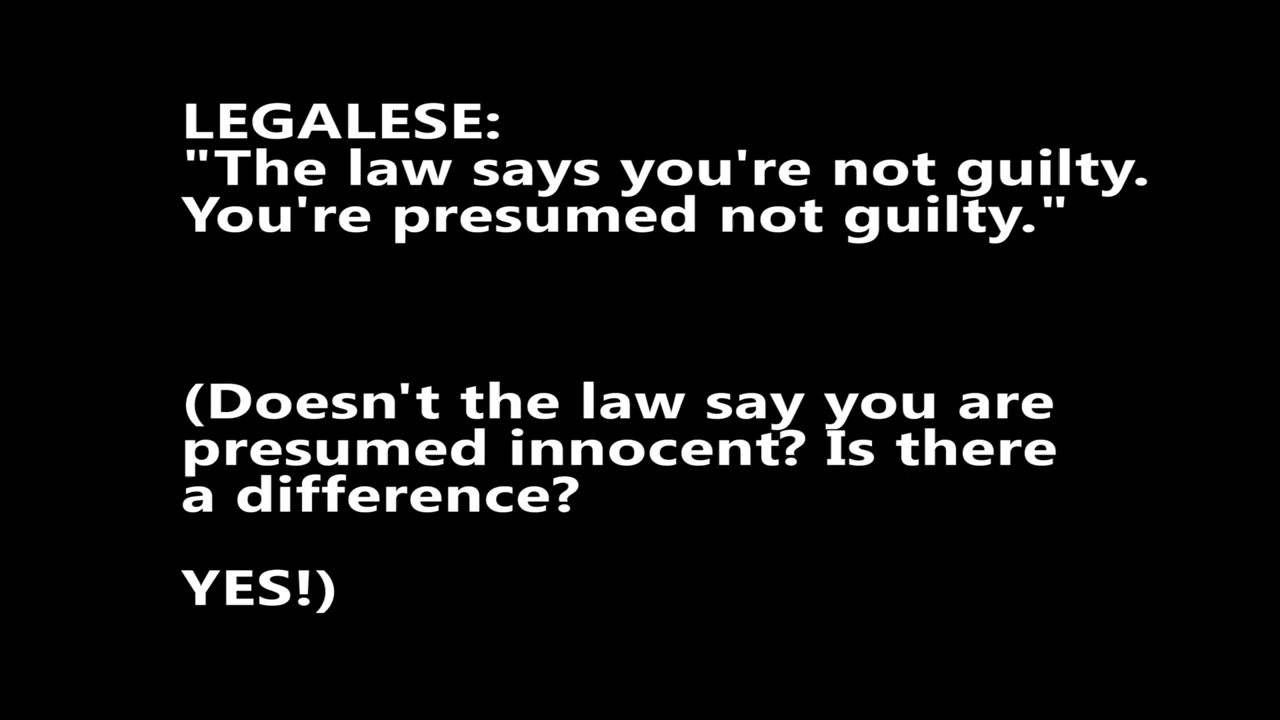 LEGALESE:
"The law says you're not guilty.
You're presumed not guilty."
(Doesn't the law say you are
presumed innocent? Is there
a difference?
YES!)